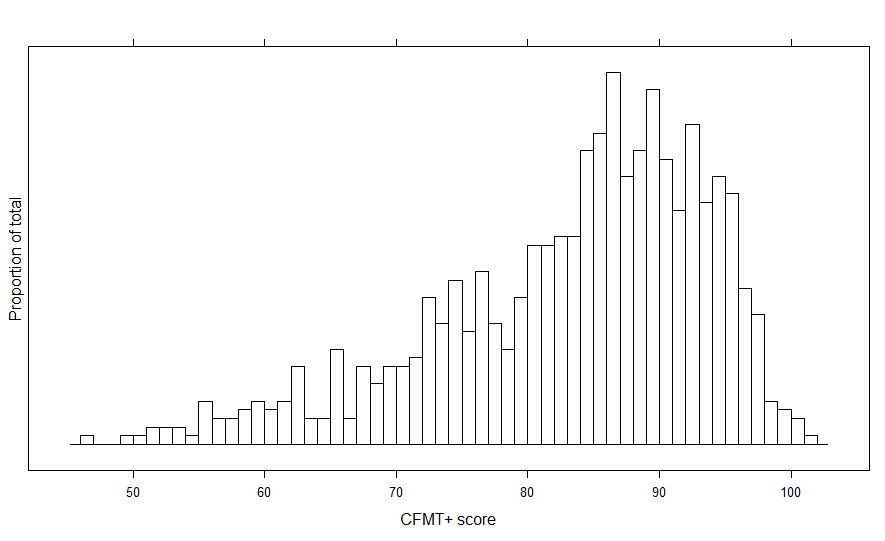 Proportion of total
50 60 70 80 90 100
CFMT+ score